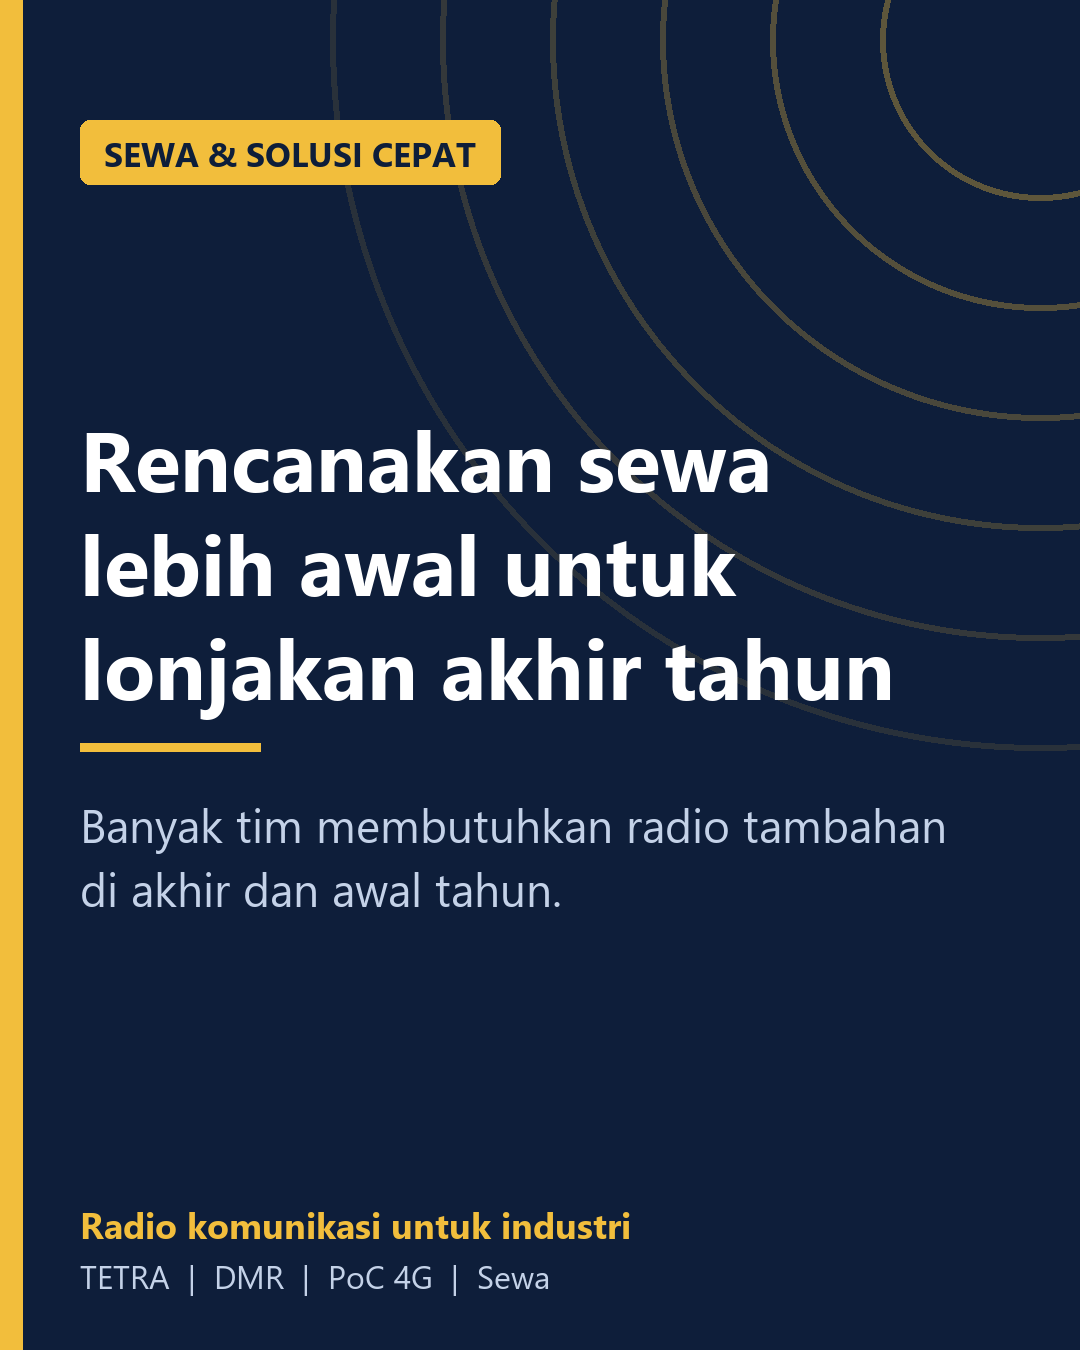 SEWA & SOLUSI CEPAT
Rencanakan sewa
lebih awal untuk
lonjakan akhir tahun
Banyak tim membutuhkan radio tambahan
di akhir dan awal tahun.
Radio komunikasi untuk industri
TETRA | DMR | PoC 4G | Sewa